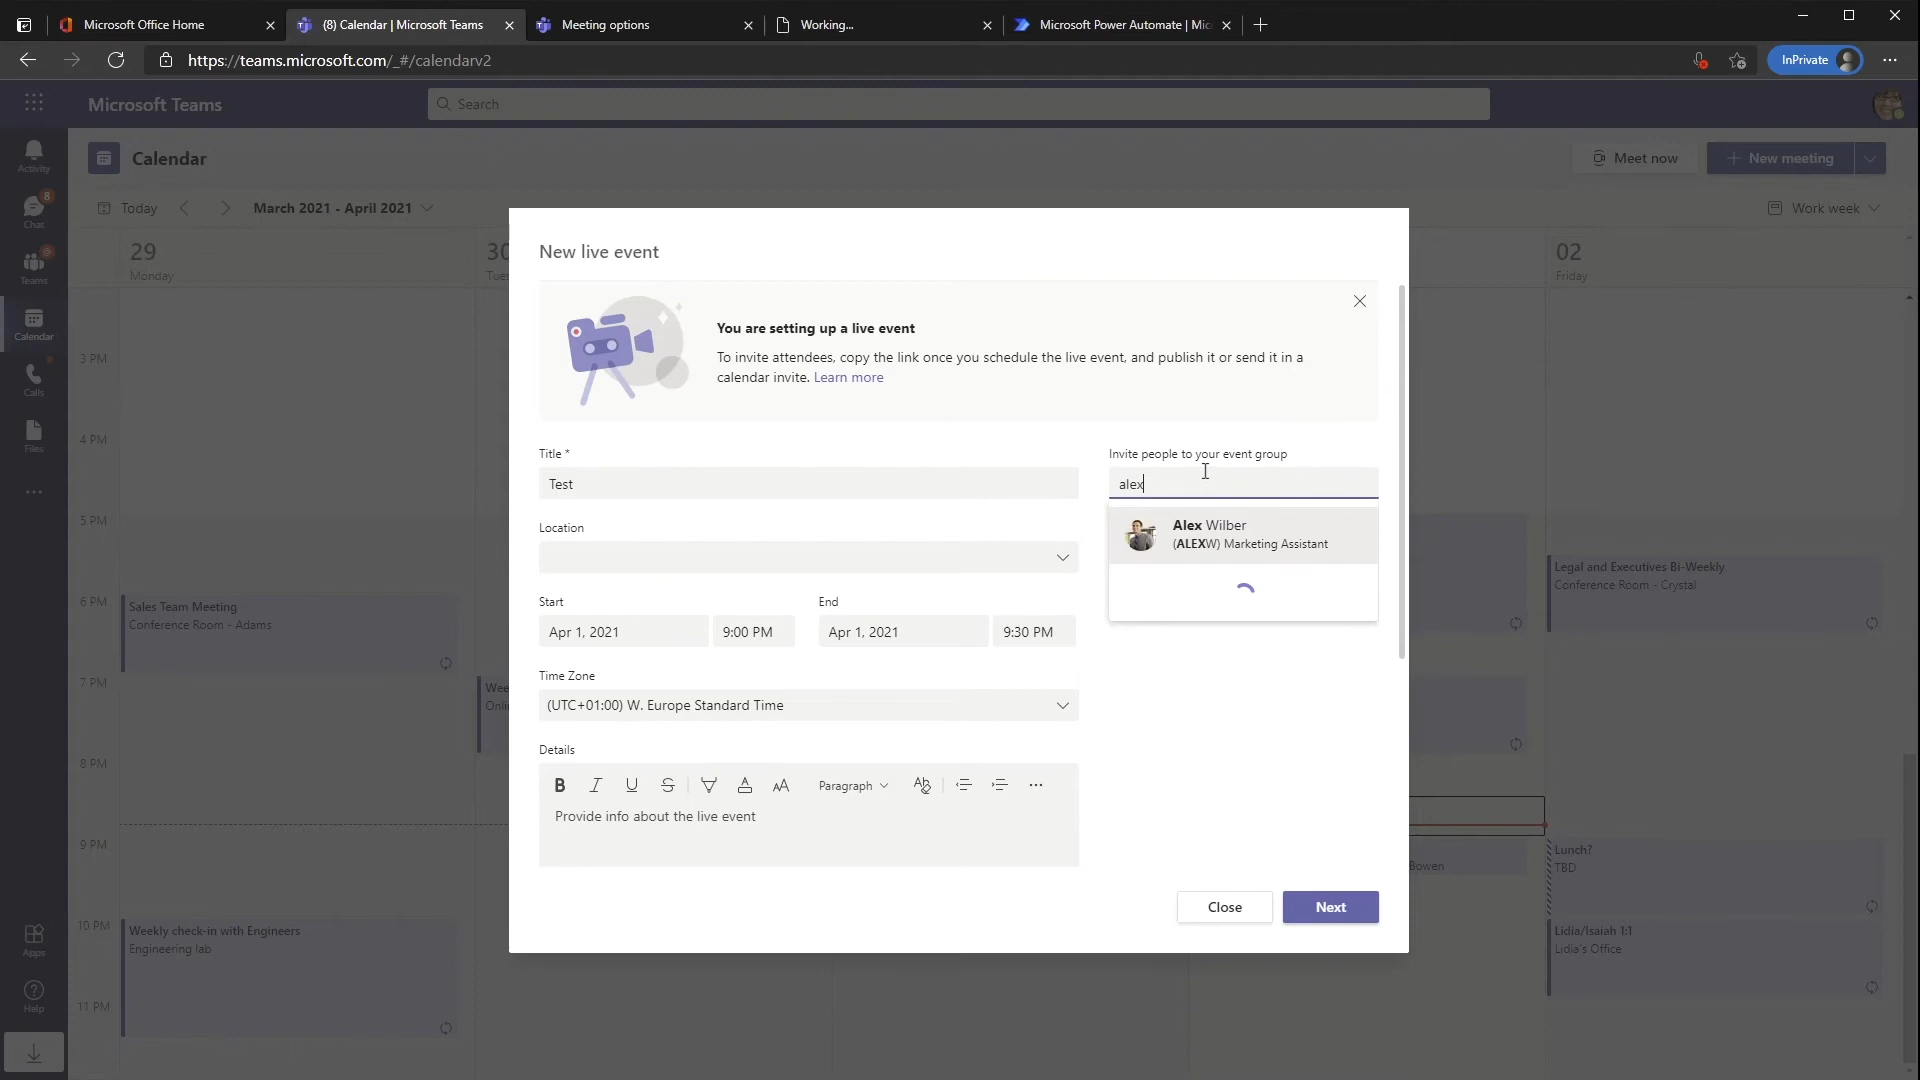 Microsoft Office Home
(8) Calendar | Microsoft Teams
Meeting options
Working...
Microsoft Power Automate | Mic
https://teams.microsoft.com/_#/calendarv2
InPrivate
Microsoft Teams
Search
Activity
Chat
8
Teams
Calendar
Calls
Files
Apps
Help
Calendar
Meet now
New meeting
Today
March 2021 - April 2021
Work week
29
Monday
30
Tues
02
Friday
3 PM
4 PM
5 PM
6 PM
7 PM
8 PM
9 PM
10 PM
11 PM
Sales Team Meeting
Conference Room - Adams
Wee
Onli
Weekly check-in with Engineers
Engineering lab
Legal and Executives Bi-Weekly
Conference Room - Crystal
Bowen
Lunch?
TBD
Lidia/Isaiah 1:1
Lidia's Office
New live event
You are setting up a live event
To invite attendees, copy the link once you schedule the live event, and publish it or send it in a
calendar invite. Learn more
Title *
Test
Location
Start
End
Apr 1, 2021
9:00 PM
Apr 1, 2021
9:30 PM
Time Zone
(UTC+01:00) W. Europe Standard Time
Details
B I U S A AA Paragraph
Provide info about the live event
Invite people to your event group
alex
Alex Wilber
(ALEXW) Marketing Assistant
Close
Next